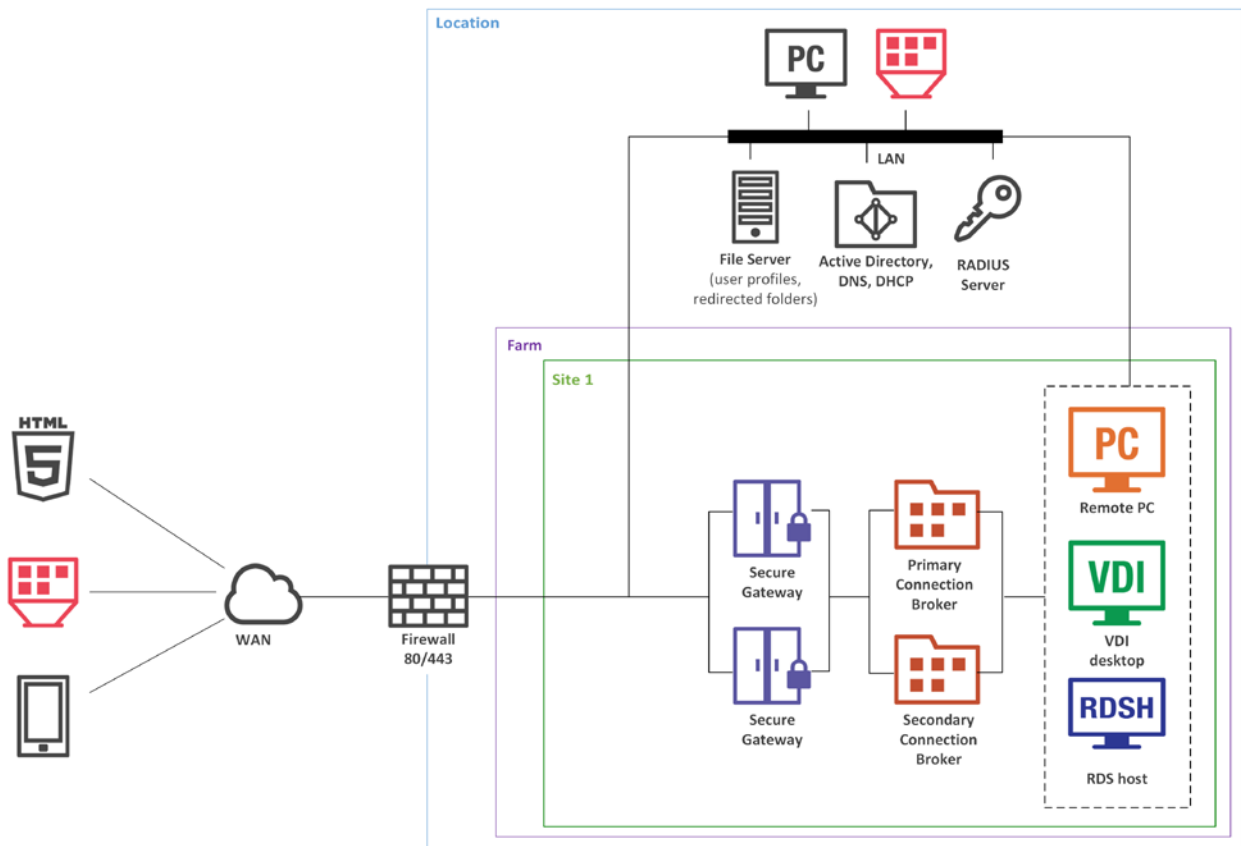 Location
PC
LAN
File Server
(user profiles,
redirected folders)
Active Directory,
DNS, DHCP
RADIUS
Server
Farm
Site 1
HTML
5
WAN
Firewall
80/443
Secure
Gateway
Secure
Gateway
Primary
Connection
Broker
Secondary
Connection
Broker
PC
Remote PC
VDI
VDI
desktop
RDSH
RDS host